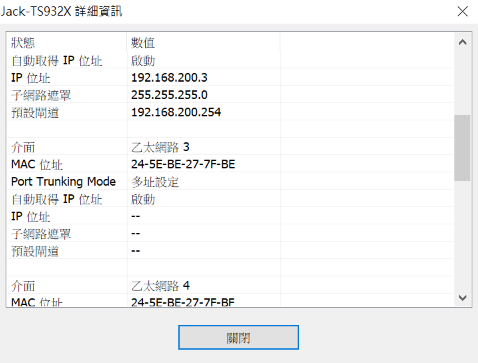 Jack-TS932X 詳細資訊
狀態 數值
自動取得 IP 位址 啟動
IP 位址 192.168.200.3
子網路遮罩 255.255.255.0
預設閘道 192.168.200.254
介面 乙太網路 3
MAC 位址 24-5E-BE-27-7F-BE
Port Trunking Mode 多址設定
自動取得 IP 位址 啟動
IP 位址 --
子網路遮罩 --
預設閘道 --
介面 乙太網路 4
MAC 位址 24-5E-BE-27-7F-BF
關閉